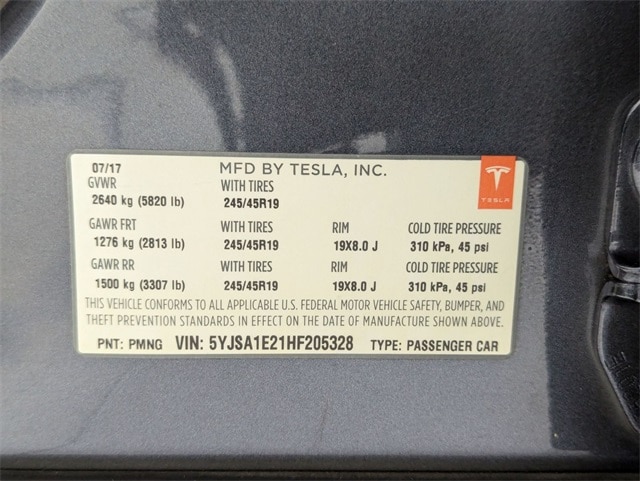 07/17 MFD BY TESLA, INC.
GVWR WITH TIRES
2640 kg (5820 lb) 245/45R19
TESLA
GAWR FRT WITH TIRES RIM COLD TIRE PRESSURE
1276 kg (2813 lb) 245/45R19 19X8.0 J 310 kPa, 45 psi
GAWR RR WITH TIRES RIM COLD TIRE PRESSURE
1500 kg (3307 lb) 245/45R19 19X8.0 J 310 kPa, 45 psi
THIS VEHICLE CONFORMS TO ALL APPLICABLE U.S. FEDERAL MOTOR VEHICLE SAFETY, BUMPER, AND
THEFT PREVENTION STANDARDS IN EFFECT ON THE DATE OF MANUFACTURE SHOWN ABOVE.
PNT: PMNG VIN: 5YJSA1E21HF205328 TYPE: PASSENGER CAR